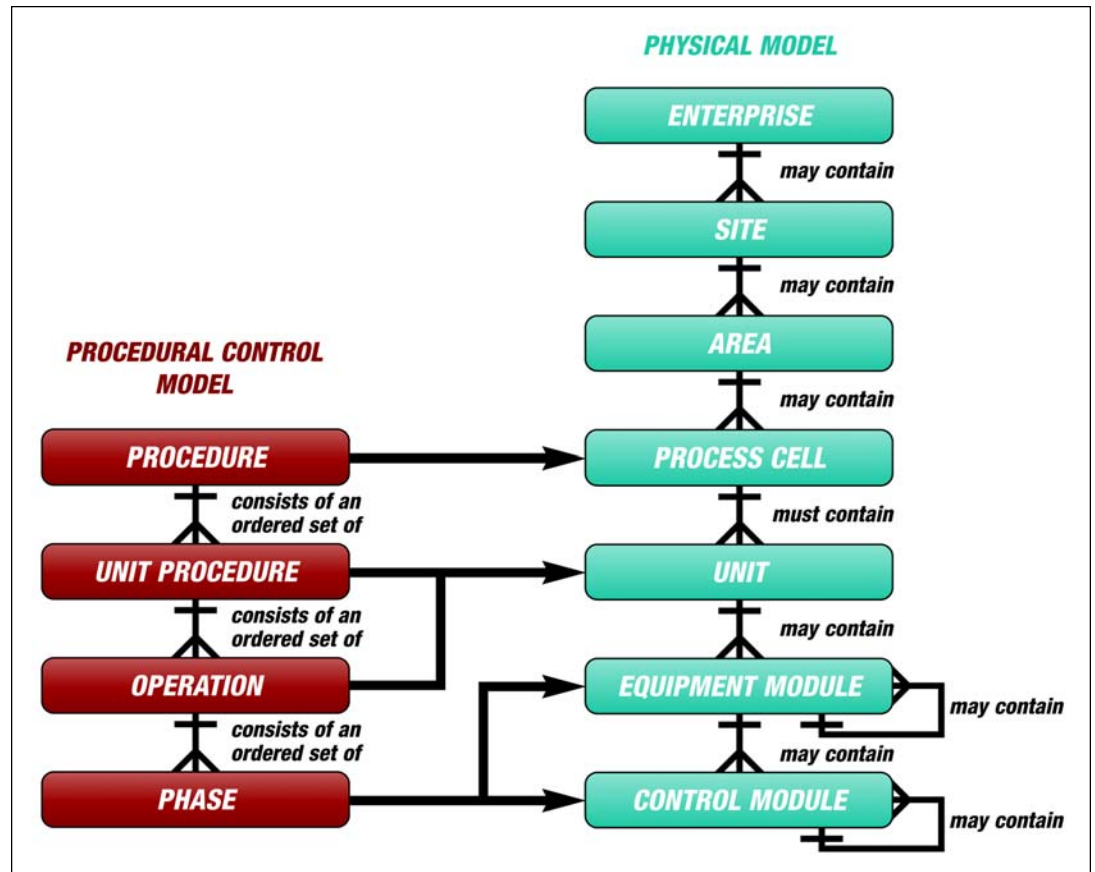 PHYSICAL MODEL
ENTERPRISE
may contain
SITE
may contain
AREA
may contain
PROCEDURAL CONTROL
MODEL
PROCEDURE
PROCESS CELL
consists of an
ordered set of
must contain
UNIT PROCEDURE
UNIT
consists of an
ordered set of
may contain
OPERATION
EQUIPMENT MODULE
may contain
consists of an
ordered set of
may contain
PHASE
CONTROL MODULE
may contain